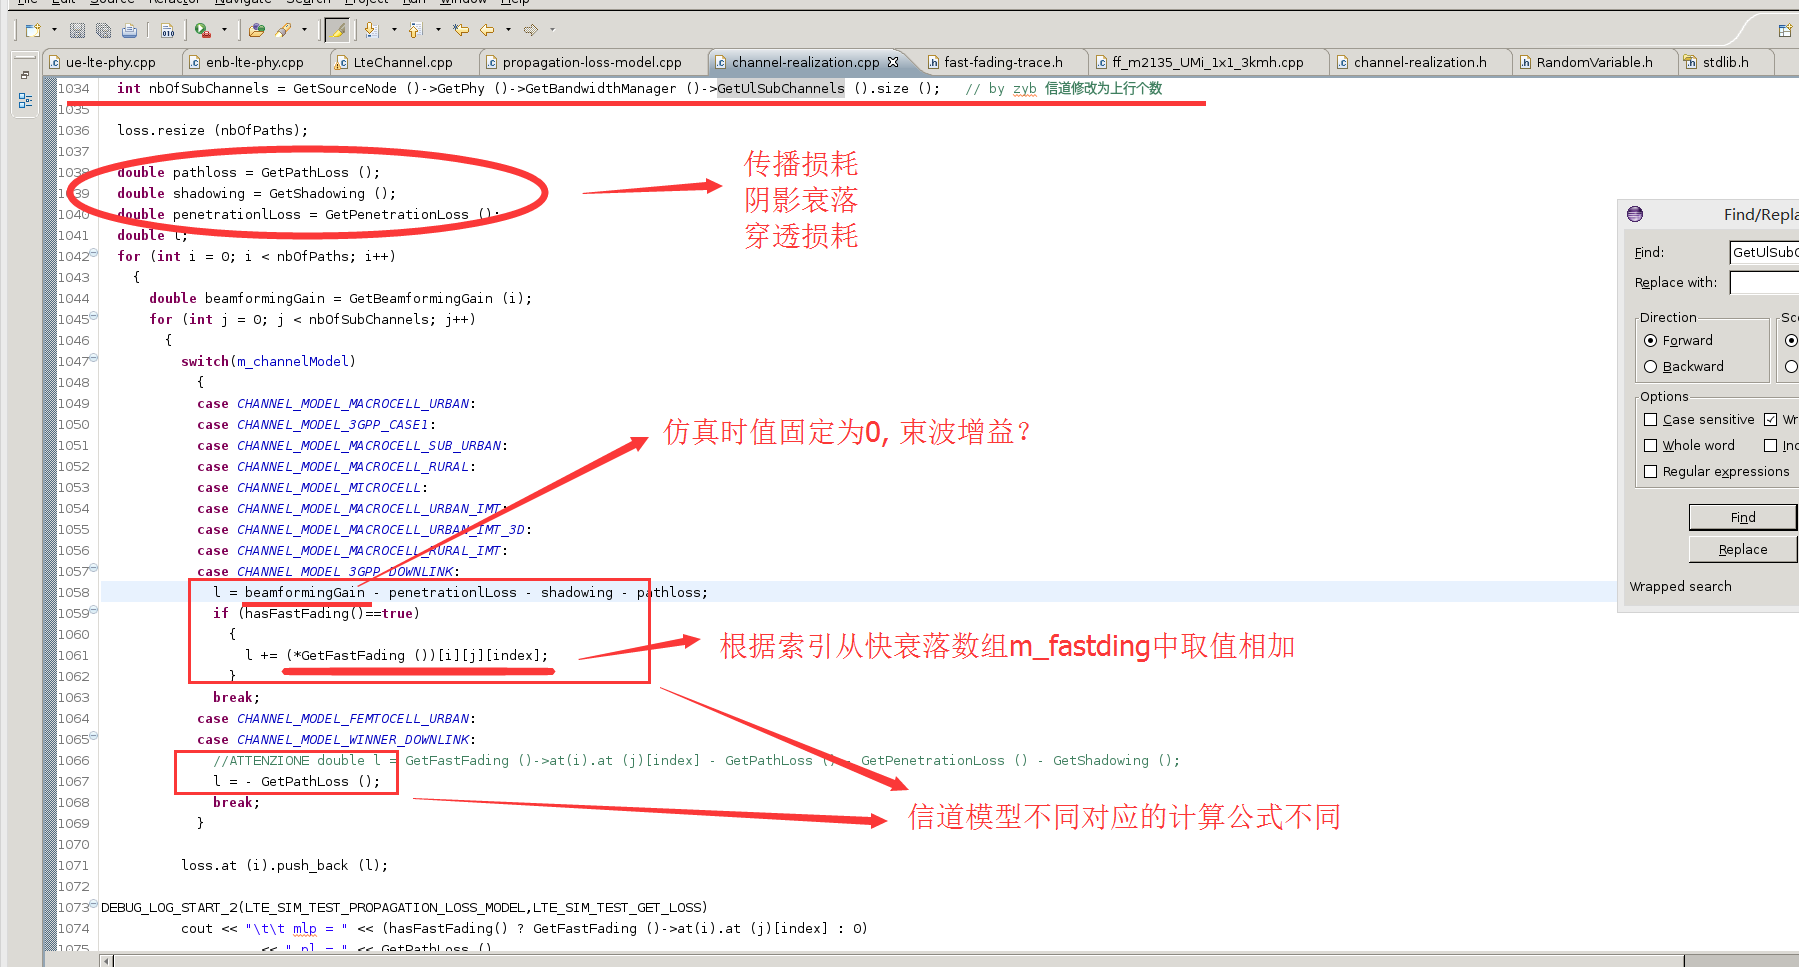 File Edit Source Refactor Navigate Search Project Run Window Help
ue-lte-phy.cpp enb-lte-phy.cpp LteChannel.cpp propagation-loss-model.cpp channel-realization.cpp fast-fading-trace.h ff_m2135_UMi_1x1_3kmh.cpp channel-realization.h RandomVariable.h stdlib.h
1034 int nbOfSubChannels = GetSourceNode ()->GetPhy ()->GetBandwidthManager ()->GetUlSubChannels ().size (); // by zyb 信道修改为上行个数
1035
1036 loss.resize (nbOfPaths);
1037
1038 double pathloss = GetPathLoss ();
1039 double shadowing = GetShadowing ();
1040 double penetrationlLoss = GetPenetrationLoss ();
1041 double l;
1042 for (int i = 0; i < nbOfPaths; i++)
1043 {
1044 double beamformingGain = GetBeamformingGain (i);
1045 for (int j = 0; j < nbOfSubChannels; j++)
1046 {
1047 switch(m_channelModel)
1048 {
1049 case CHANNEL_MODEL_MACROCELL_URBAN:
1050 case CHANNEL_MODEL_3GPP_CASE1:
1051 case CHANNEL_MODEL_MACROCELL_SUB_URBAN:
1052 case CHANNEL_MODEL_MACROCELL_RURAL:
1053 case CHANNEL_MODEL_MICROCELL:
1054 case CHANNEL_MODEL_MACROCELL_URBAN_IMT:
1055 case CHANNEL_MODEL_MACROCELL_URBAN_IMT_3D:
1056 case CHANNEL_MODEL_MACROCELL_RURAL_IMT:
1057 case CHANNEL_MODEL_3GPP_DOWNLINK:
1058 l = beamformingGain - penetrationlLoss - shadowing - pathloss;
1059 if (hasFastFading()==true)
1060 {
1061 l += (*GetFastFading ())[i][j][index];
1062 }
1063 break;
1064 case CHANNEL_MODEL_FEMTOCELL_URBAN:
1065 case CHANNEL_MODEL_WINNER_DOWNLINK:
1066 //ATTENZIONE double l = GetFastFading ()->at(i).at (j)[index] - GetPathLoss () - GetPenetrationLoss () - GetShadowing ();
1067 l = - GetPathLoss ();
1068 break;
1069 }
1070
1071 loss.at (i).push_back (l);
1072
1073 DEBUG_LOG_START_2(LTE_SIM_TEST_PROPAGATION_LOSS_MODEL,LTE_SIM_TEST_GET_LOSS)
1074 cout << "\t\t mlp = " << (hasFastFading() ? GetFastFading ()->at(i).at (j)[index] : 0)
1075 << " pl = " << GetPathLoss ()
传播损耗
阴影衰落
穿透损耗
仿真时值固定为0, 束波增益？
根据索引从快衰落数组m_fastding中取值相加
信道模型不同对应的计算公式不同
Find/Repla
Find: GetUlSubC
Replace with:
Direction Sco
Forward
Backward
Options
Case sensitive Wr
Whole word Inc
Regular expressions
Find
Replace
Wrapped search